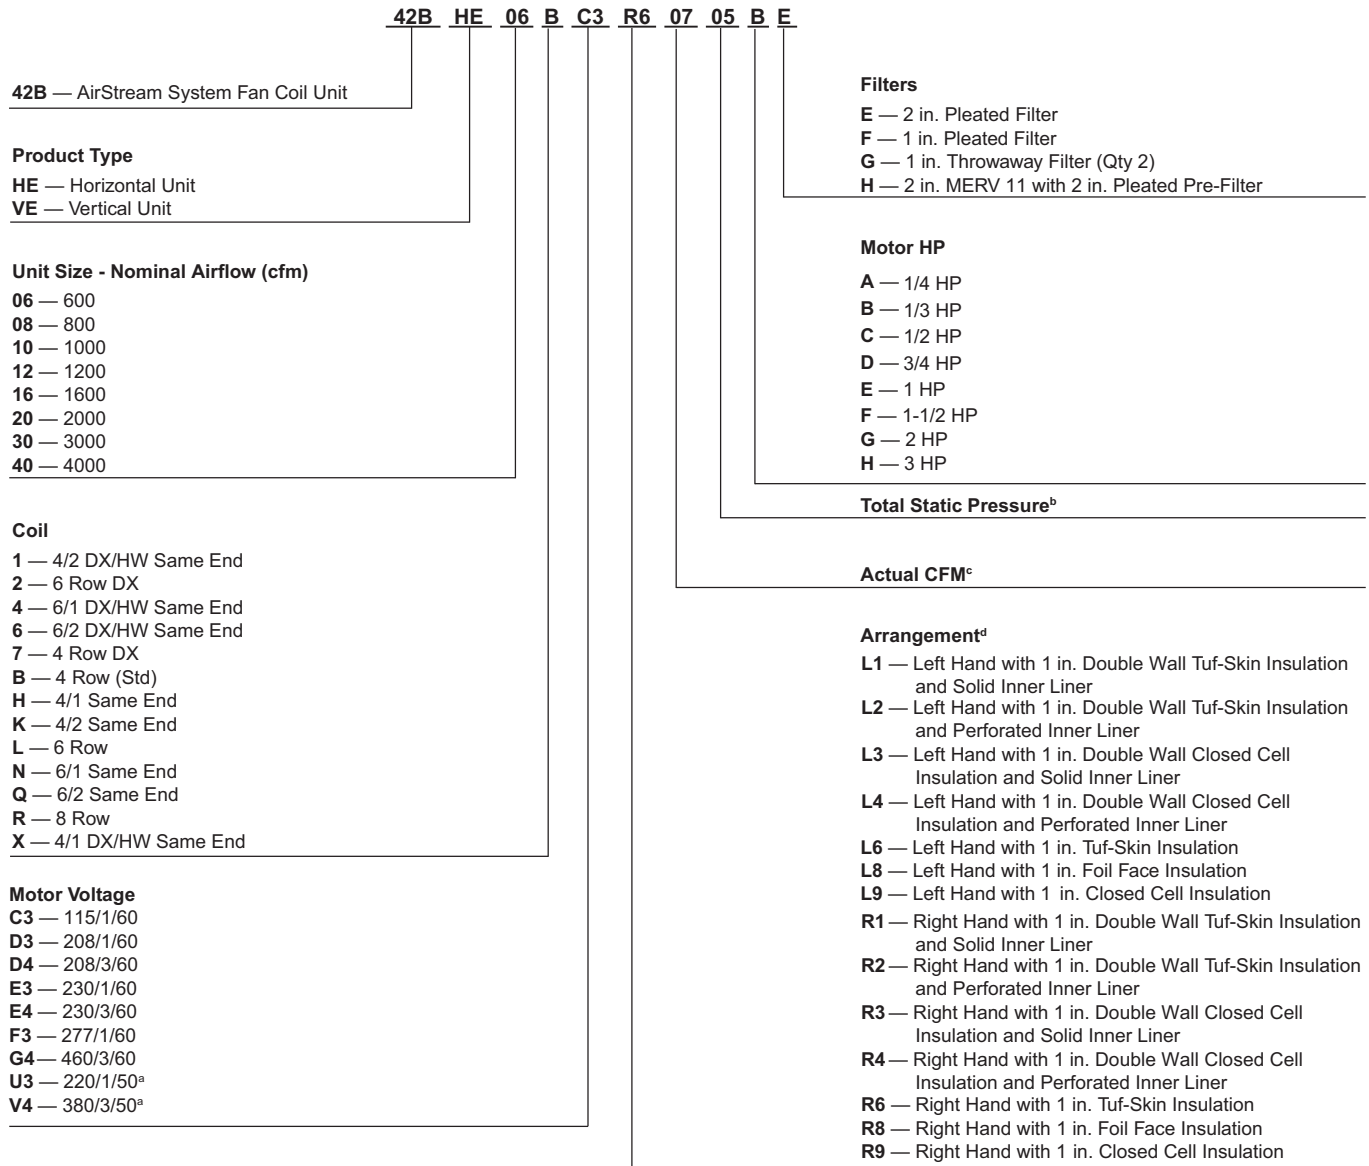 42B HE 06 B C3 R6 07 05 B E
42B — AirStream System Fan Coil Unit
Product Type
HE — Horizontal Unit
VE — Vertical Unit
Unit Size - Nominal Airflow (cfm)
06 — 600
08 — 800
10 — 1000
12 — 1200
16 — 1600
20 — 2000
30 — 3000
40 — 4000
Coil
1 — 4/2 DX/HW Same End
2 — 6 Row DX
4 — 6/1 DX/HW Same End
6 — 6/2 DX/HW Same End
7 — 4 Row DX
B — 4 Row (Std)
H — 4/1 Same End
K — 4/2 Same End
L — 6 Row
N — 6/1 Same End
Q — 6/2 Same End
R — 8 Row
X — 4/1 DX/HW Same End
Motor Voltage
C3 — 115/1/60
D3 — 208/1/60
D4 — 208/3/60
E3 — 230/1/60
E4 — 230/3/60
F3 — 277/1/60
G4 — 460/3/60
U3 — 220/1/50ᵃ
V4 — 380/3/50ᵃ
Filters
E — 2 in. Pleated Filter
F — 1 in. Pleated Filter
G — 1 in. Throwaway Filter (Qty 2)
H — 2 in. MERV 11 with 2 in. Pleated Pre-Filter
Motor HP
A — 1/4 HP
B — 1/3 HP
C — 1/2 HP
D — 3/4 HP
E — 1 HP
F — 1-1/2 HP
G — 2 HP
H — 3 HP
Total Static Pressureᵇ
Actual CFMᶜ
Arrangementᵈ
L1 — Left Hand with 1 in. Double Wall Tuf-Skin Insulation
and Solid Inner Liner
L2 — Left Hand with 1 in. Double Wall Tuf-Skin Insulation
and Perforated Inner Liner
L3 — Left Hand with 1 in. Double Wall Closed Cell
Insulation and Solid Inner Liner
L4 — Left Hand with 1 in. Double Wall Closed Cell
Insulation and Perforated Inner Liner
L6 — Left Hand with 1 in. Tuf-Skin Insulation
L8 — Left Hand with 1 in. Foil Face Insulation
L9 — Left Hand with 1 in. Closed Cell Insulation
R1 — Right Hand with 1 in. Double Wall Tuf-Skin Insulation
and Solid Inner Liner
R2 — Right Hand with 1 in. Double Wall Tuf-Skin Insulation
and Perforated Inner Liner
R3 — Right Hand with 1 in. Double Wall Closed Cell
Insulation and Solid Inner Liner
R4 — Right Hand with 1 in. Double Wall Closed Cell
Insulation and Perforated Inner Liner
R6 — Right Hand with 1 in. Tuf-Skin Insulation
R8 — Right Hand with 1 in. Foil Face Insulation
R9 — Right Hand with 1 in. Closed Cell Insulation